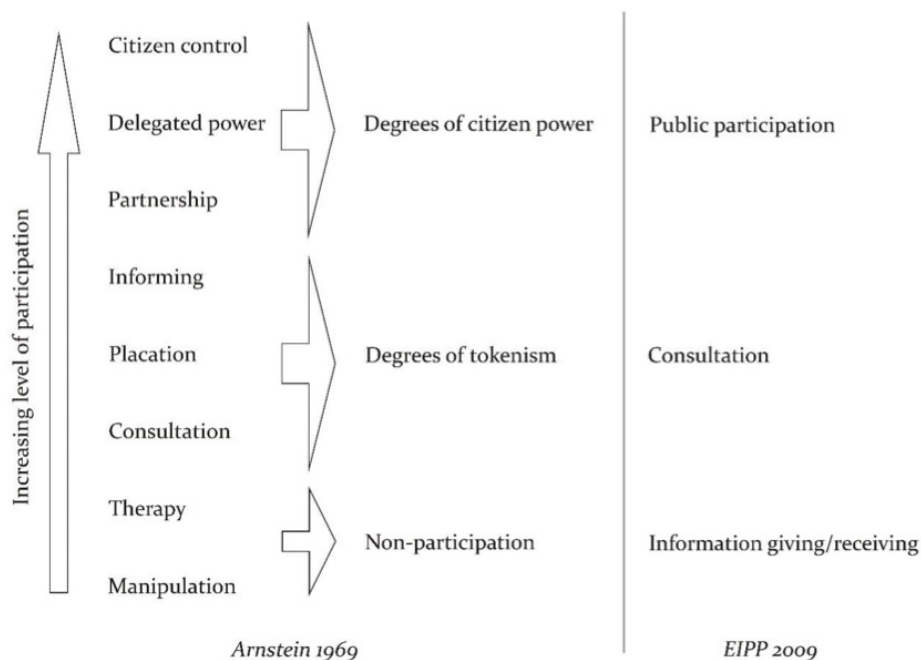 Increasing level of participation
Citizen control
Delegated power
Partnership
Informing
Placation
Consultation
Therapy
Manipulation
Degrees of citizen power
Degrees of tokenism
Non-participation
Arnstein 1969
Public participation
Consultation
Information giving/receiving
EIPP 2009